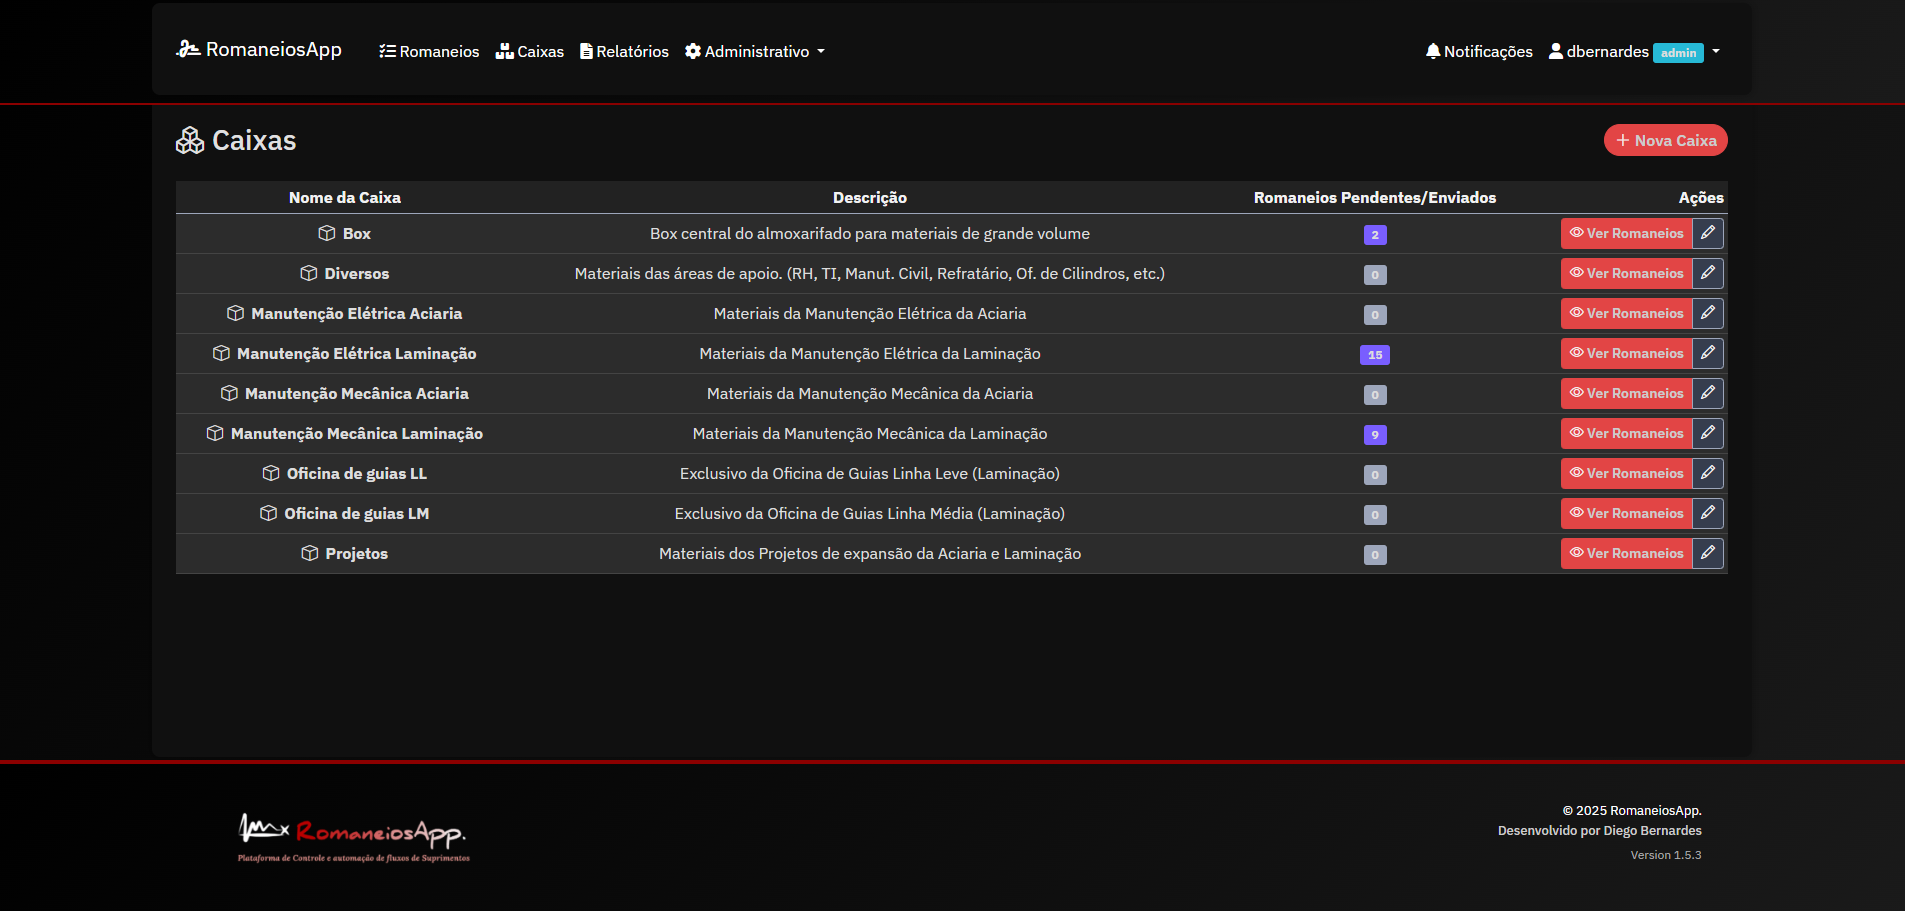 RomaneiosApp Romaneios Caixas Relatórios Administrativo Notificações dbernardes admin
Caixas + Nova Caixa
Nome da Caixa Descrição Romaneios Pendentes/Enviados Ações
Box Box central do almoxarifado para materiais de grande volume 2 Ver Romaneios
Diversos Materiais das áreas de apoio. (RH, TI, Manut. Civil, Refratário, Of. de Cilindros, etc.) 0 Ver Romaneios
Manutenção Elétrica Aciaria Materiais da Manutenção Elétrica da Aciaria 0 Ver Romaneios
Manutenção Elétrica Laminação Materiais da Manutenção Elétrica da Laminação 15 Ver Romaneios
Manutenção Mecânica Aciaria Materiais da Manutenção Mecânica da Aciaria 0 Ver Romaneios
Manutenção Mecânica Laminação Materiais da Manutenção Mecânica da Laminação 9 Ver Romaneios
Oficina de guias LL Exclusivo da Oficina de Guias Linha Leve (Laminação) 0 Ver Romaneios
Oficina de guias LM Exclusivo da Oficina de Guias Linha Média (Laminação) 0 Ver Romaneios
Projetos Materiais dos Projetos de expansão da Aciaria e Laminação 0 Ver Romaneios
RomaneiosApp.
Plataforma de Controle e automação de fluxos de Suprimentos
© 2025 RomaneiosApp.
Desenvolvido por Diego Bernardes
Version 1.5.3